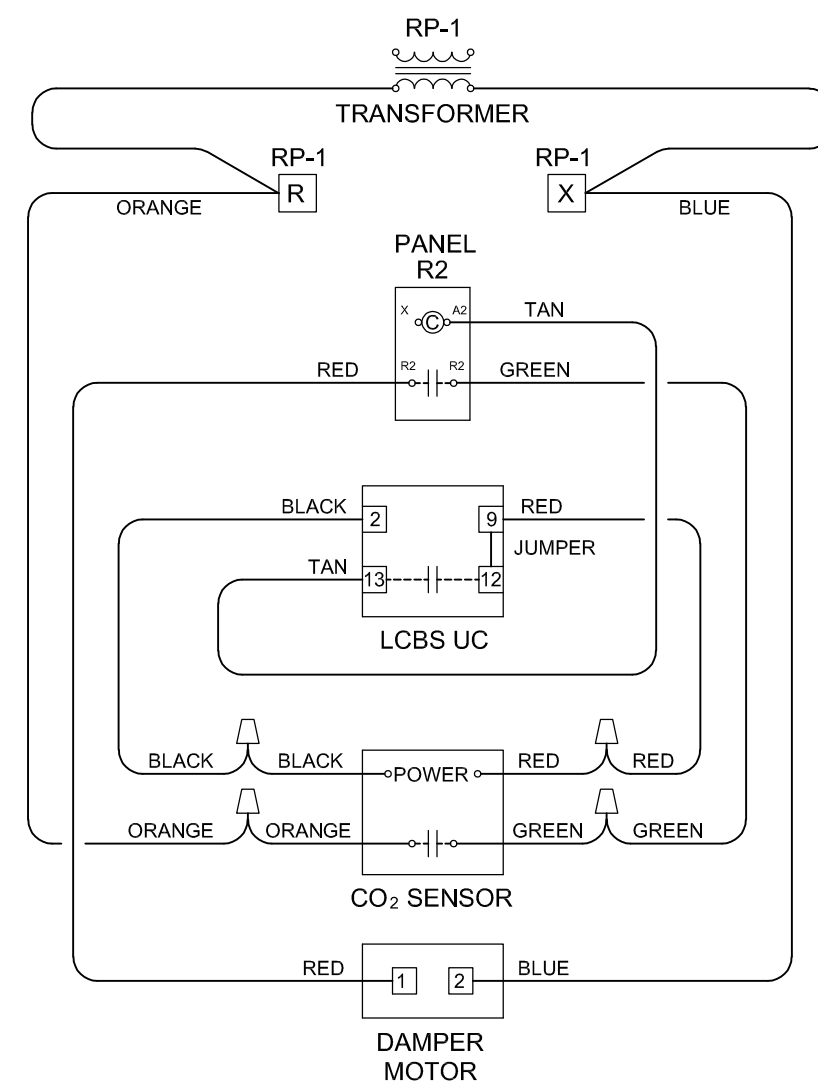 RP-1
TRANSFORMER
RP-1 RP-1
R X
ORANGE BLUE
PANEL
R2
X C A2 TAN
RED R2 R2 GREEN
BLACK 2 9 RED
JUMPER
TAN 13 12
LCBS UC
BLACK BLACK POWER RED RED
ORANGE ORANGE GREEN GREEN
CO₂ SENSOR
RED 1 2 BLUE
DAMPER
MOTOR